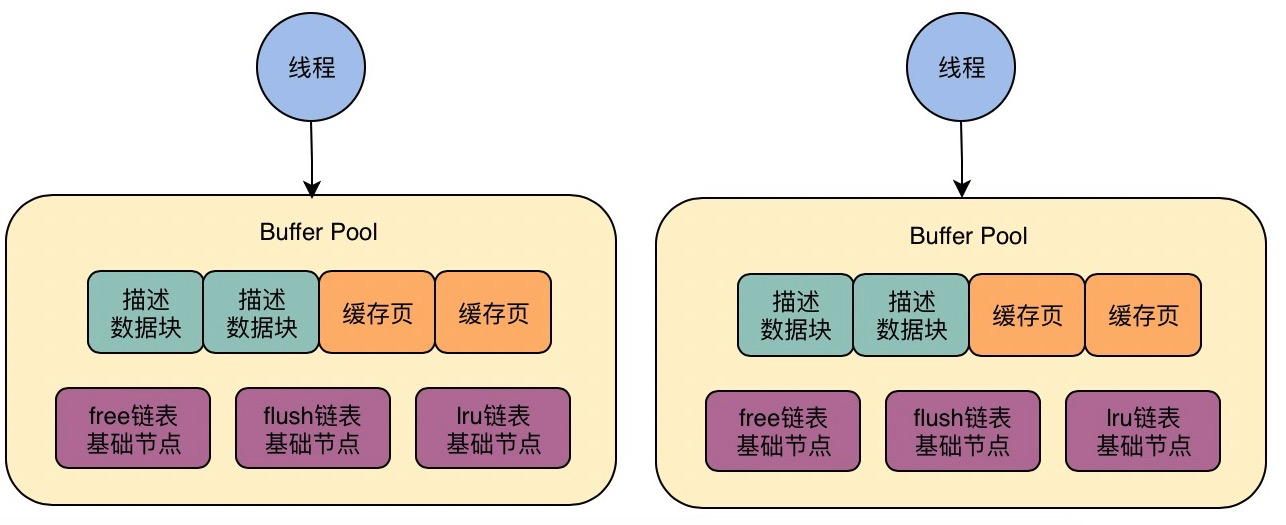 线程
Buffer Pool
描述
数据块
描述
数据块
缓存页
缓存页
free链表
基础节点
flush链表
基础节点
lru链表
基础节点
线程
Buffer Pool
描述
数据块
描述
数据块
缓存页
缓存页
free链表
基础节点
flush链表
基础节点
lru链表
基础节点